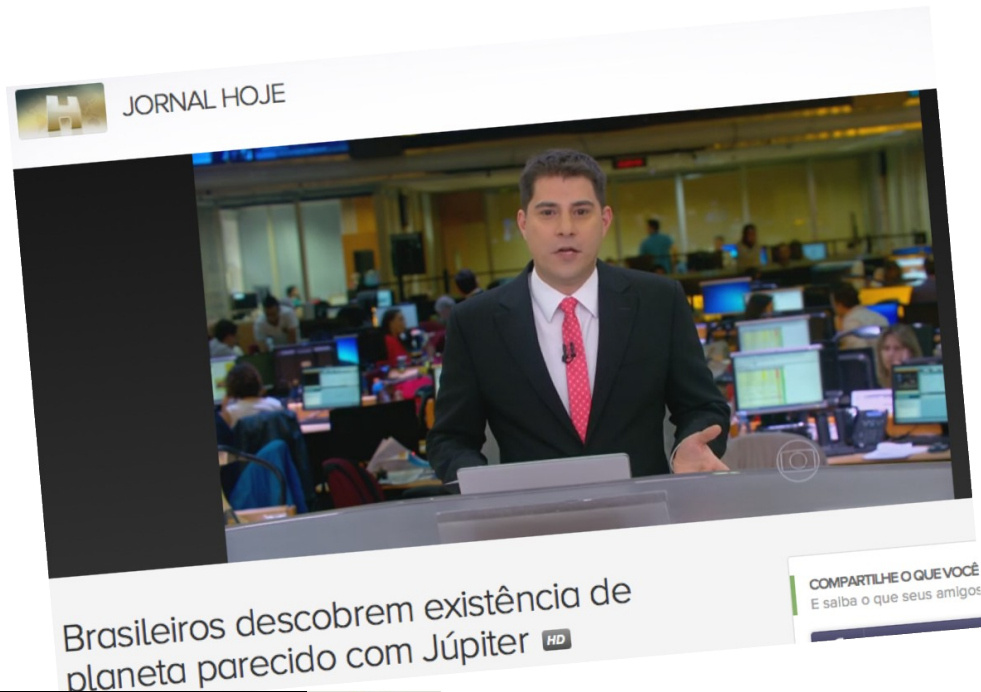 JORNAL HOJE
Brasileiros descobrem existência de
planeta parecido com Júpiter HD
COMPARTILHE O QUE VOCÊ
E saiba o que seus amigos